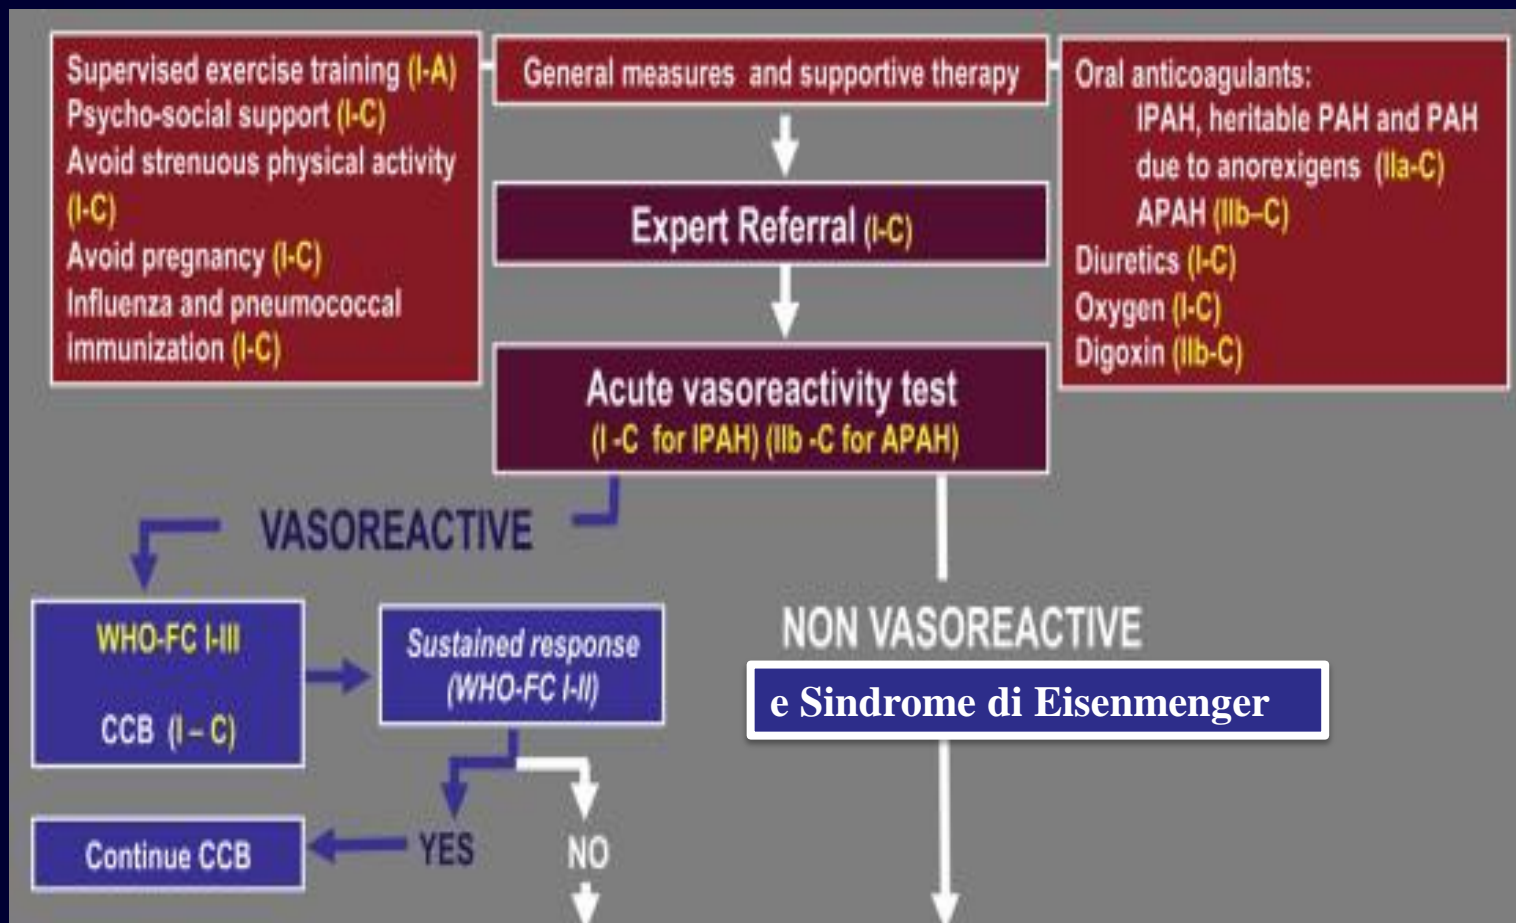 Supervised exercise training (I-A)
Psycho-social support (I-C)
Avoid strenuous physical activity
(I-C)
Avoid pregnancy (I-C)
Influenza and pneumococcal
immunization (I-C)
General measures and supportive therapy
Oral anticoagulants:
IPAH, heritable PAH and PAH
due to anorexigens (IIa-C)
APAH (IIb–C)
Diuretics (I-C)
Oxygen (I-C)
Digoxin (IIb-C)
Expert Referral (I-C)
Acute vasoreactivity test
(I -C for IPAH) (IIb -C for APAH)
VASOREACTIVE
WHO-FC I-III
CCB (I – C)
Sustained response
(WHO-FC I-II)
NON VASOREACTIVE
e Sindrome di Eisenmenger
Continue CCB
YES
NO